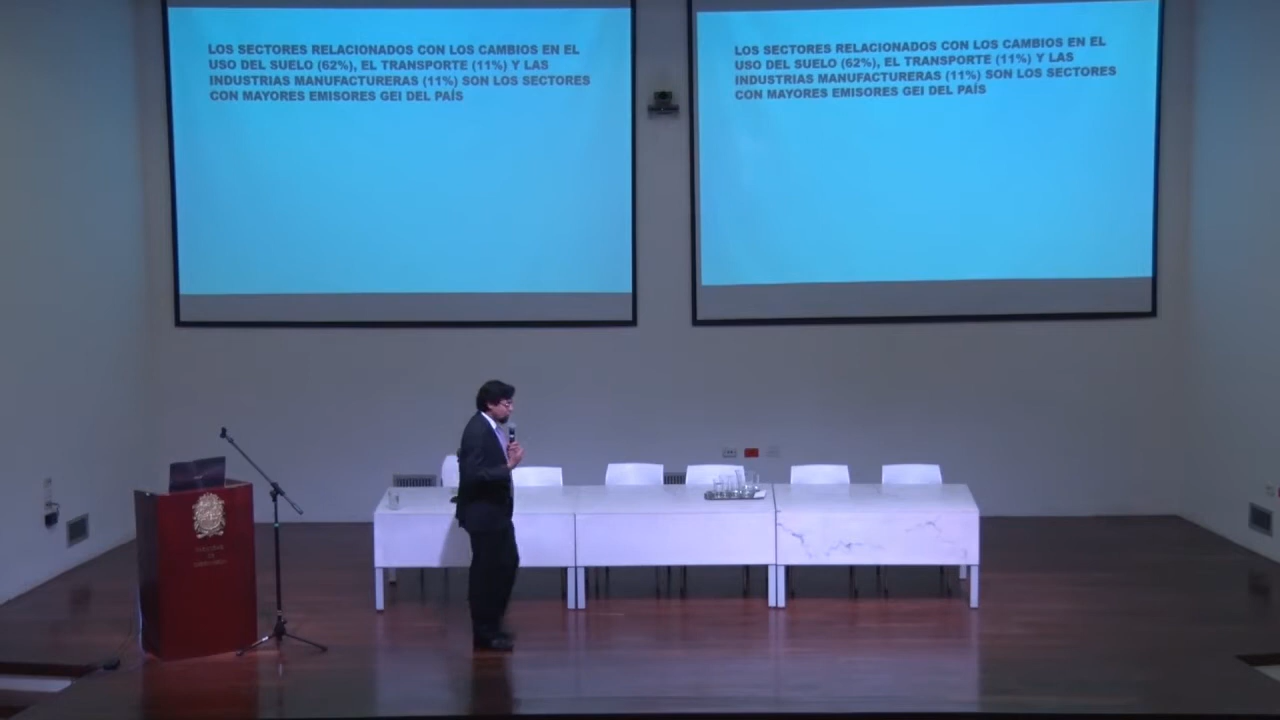 LOS SECTORES RELACIONADOS CON LOS CAMBIOS EN EL
USO DEL SUELO (62%), EL TRANSPORTE (11%) Y LAS
INDUSTRIAS MANUFACTURERAS (11%) SON LOS SECTORES
CON MAYORES EMISORES GEI DEL PAÍS
LOS SECTORES RELACIONADOS CON LOS CAMBIOS EN EL
USO DEL SUELO (62%), EL TRANSPORTE (11%) Y LAS
INDUSTRIAS MANUFACTURERAS (11%) SON LOS SECTORES
CON MAYORES EMISORES GEI DEL PAÍS